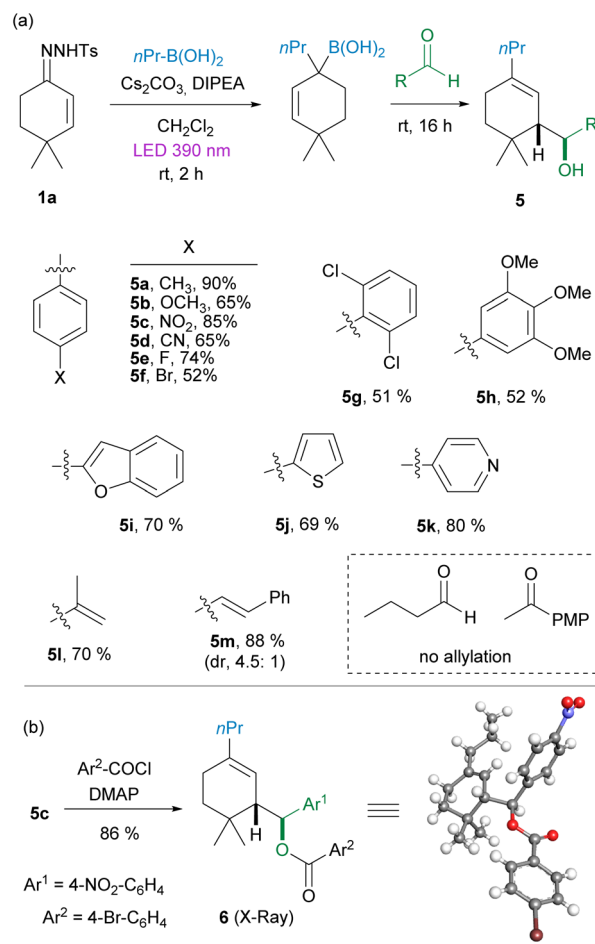 (a)
NNHTs
1a
nPr-B(OH)2
Cs2CO3, DIPEA
CH2Cl2
LED 390 nm
rt, 2 h
nPr B(OH)2
O
R H
rt, 16 h
nPr
H
R
OH
5
X
X
5a, CH3, 90%
5b, OCH3, 65%
5c, NO2, 85%
5d, CN, 65%
5e, F, 74%
5f, Br, 52%
Cl
Cl
5g, 51 %
OMe
OMe
OMe
5h, 52 %
O
5i, 70 %
S
5j, 69 %
N
5k, 80 %
5l, 70 %
Ph
5m, 88 %
(dr, 4.5: 1)
O
H
O
PMP
no allylation
(b)
5c
Ar2-COCl
DMAP
86 %
Ar1 = 4-NO2-C6H4
Ar2 = 4-Br-C6H4
nPr
H
Ar1
O
Ar2
O
6 (X-Ray)